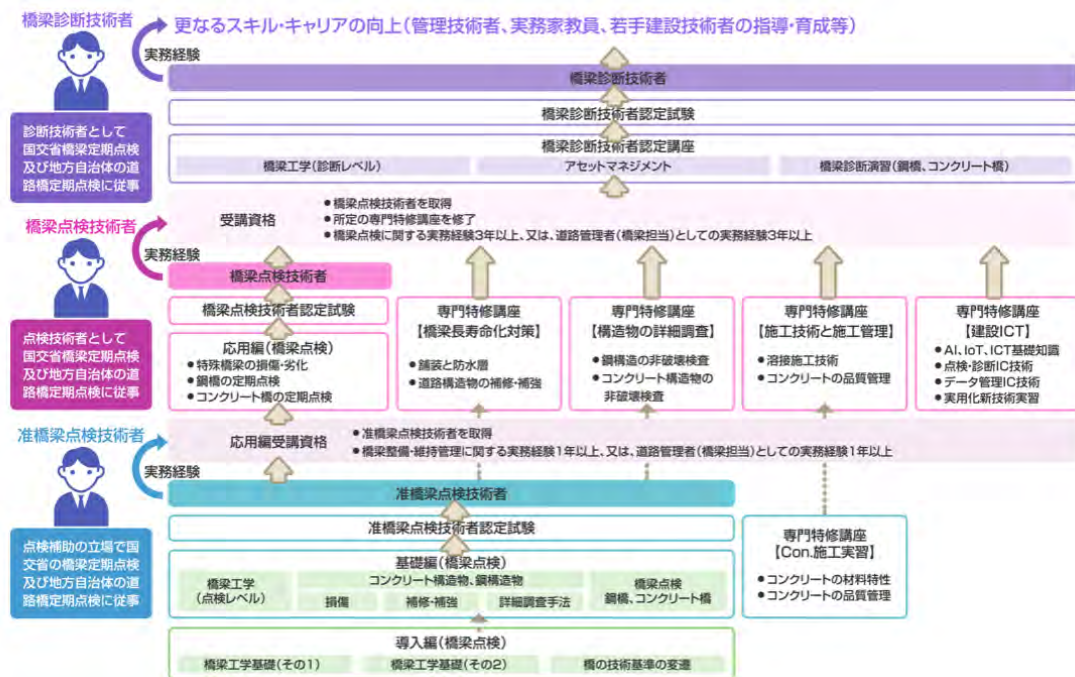 橋梁診断技術者
更なるスキル・キャリアの向上(管理技術者、実務家教員、若手建設技術者の指導・育成等)
実務経験
橋梁診断技術者
橋梁診断技術者認定試験
橋梁診断技術者認定講座
橋梁工学(診断レベル)
アセットマネジメント
橋梁診断演習(鋼橋、コンクリート橋)
診断技術者として
国交省橋梁定期点検
及び地方自治体の道
路橋定期点検に従事
受講資格
●橋梁点検技術者を取得
●所定の専門特修講座を修了
●橋梁点検に関する実務経験3年以上、又は、道路管理者(橋梁担当)としての実務経験3年以上
橋梁点検技術者
実務経験
橋梁点検技術者
橋梁点検技術者認定試験
応用編(橋梁点検)
●特殊橋梁の損傷・劣化
●鋼橋の定期点検
●コンクリート橋の定期点検
専門特修講座
【橋梁長寿命化対策】
●舗装と防水層
●道路構造物の補修・補強
専門特修講座
【構造物の詳細調査】
●鋼構造の非破壊検査
●コンクリート構造物の
非破壊検査
専門特修講座
【施工技術と施工管理】
●溶接施工技術
●コンクリートの品質管理
専門特修講座
【建設ICT】
●AI、IoT、ICT基礎知識
●点検・診断IC技術
●データ管理IC技術
●実用化新技術実習
点検技術者として
国交省橋梁定期点検
及び地方自治体の道
路橋定期点検に従事
応用編受講資格
●准橋梁点検技術者を取得
●橋梁整備・維持管理に関する実務経験1年以上、又は、道路管理者(橋梁担当)としての実務経験1年以上
准橋梁点検技術者
実務経験
准橋梁点検技術者
准橋梁点検技術者認定試験
基礎編(橋梁点検)
橋梁工学
(点検レベル)
コンクリート構造物、鋼構造物
損傷
補修・補強
詳細調査手法
橋梁点検
鋼橋、コンクリート橋
専門特修講座
【Con.施工実習】
●コンクリートの材料特性
●コンクリートの品質管理
点検補助の立場で国
交省の橋梁定期点検
及び地方自治体の道
路橋定期点検に従事
導入編(橋梁点検)
橋梁工学基礎(その1)
橋梁工学基礎(その2)
橋の技術基準の変遷